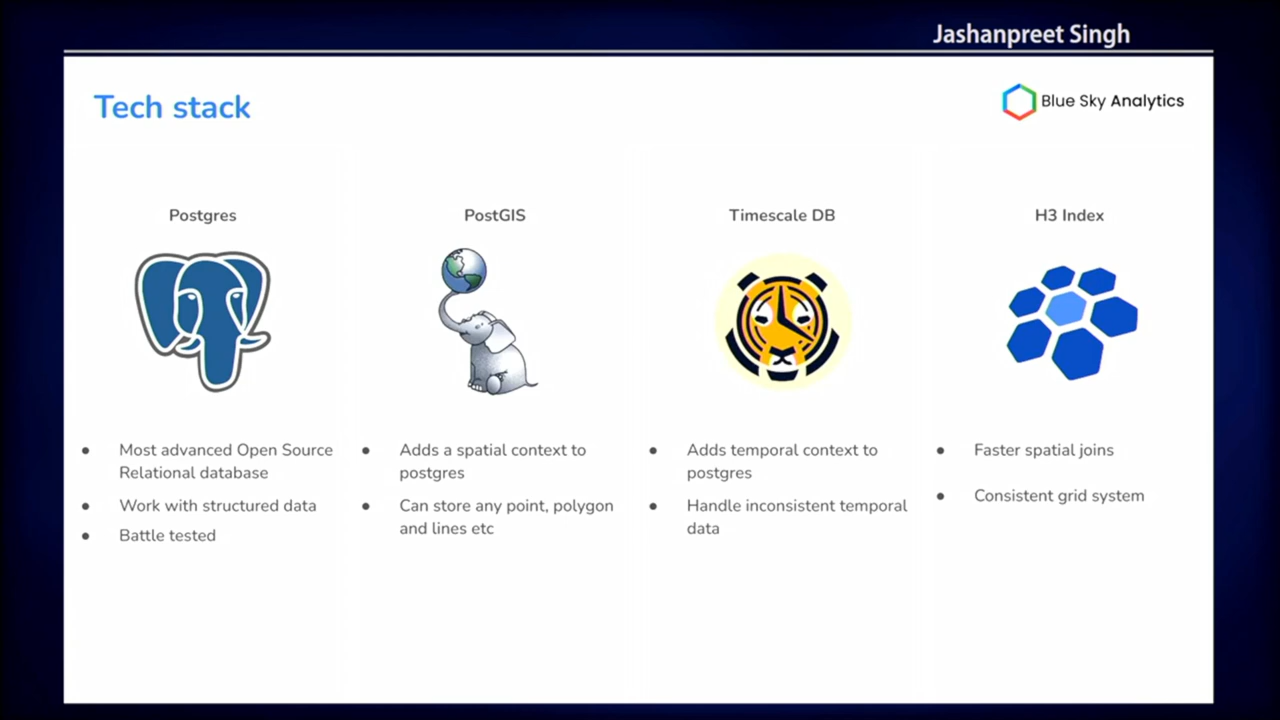 Jashanpreet Singh
Tech stack
Blue Sky Analytics
Postgres
Most advanced Open Source
Relational database
Work with structured data
Battle tested
PostGIS
Adds a spatial context to
postgres
Can store any point, polygon
and lines etc
Timescale DB
Adds temporal context to
postgres
Handle inconsistent temporal
data
H3 Index
Faster spatial joins
Consistent grid system